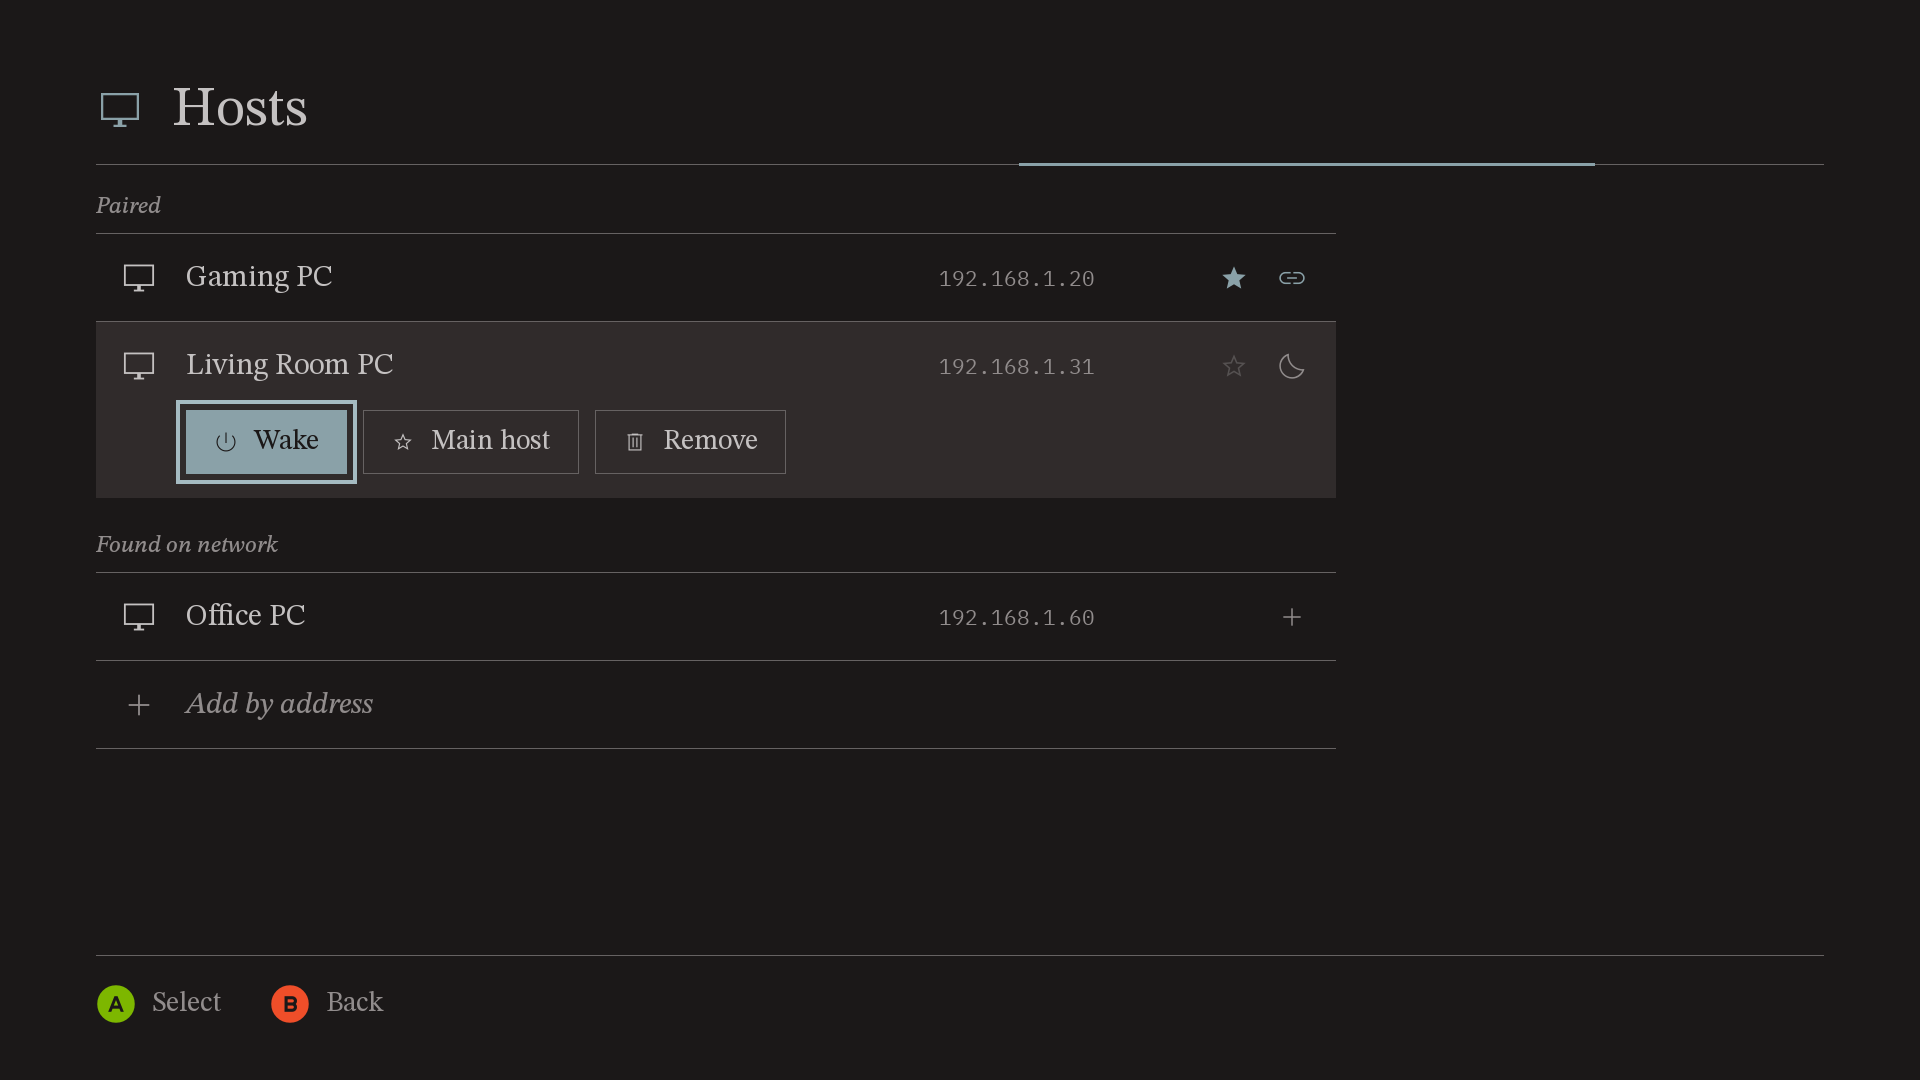 Hosts
Paired
Gaming PC 192.168.1.20
Living Room PC 192.168.1.31
Wake Main host Remove
Found on network
Office PC 192.168.1.60
Add by address
A Select B Back